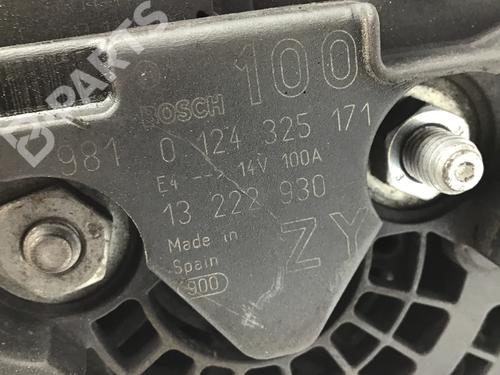 B-PARTS
100
BOSCH
981 0 124 325 171
E4 --> 14V 100A
13 222 930
Made in
Spain
ZY
900